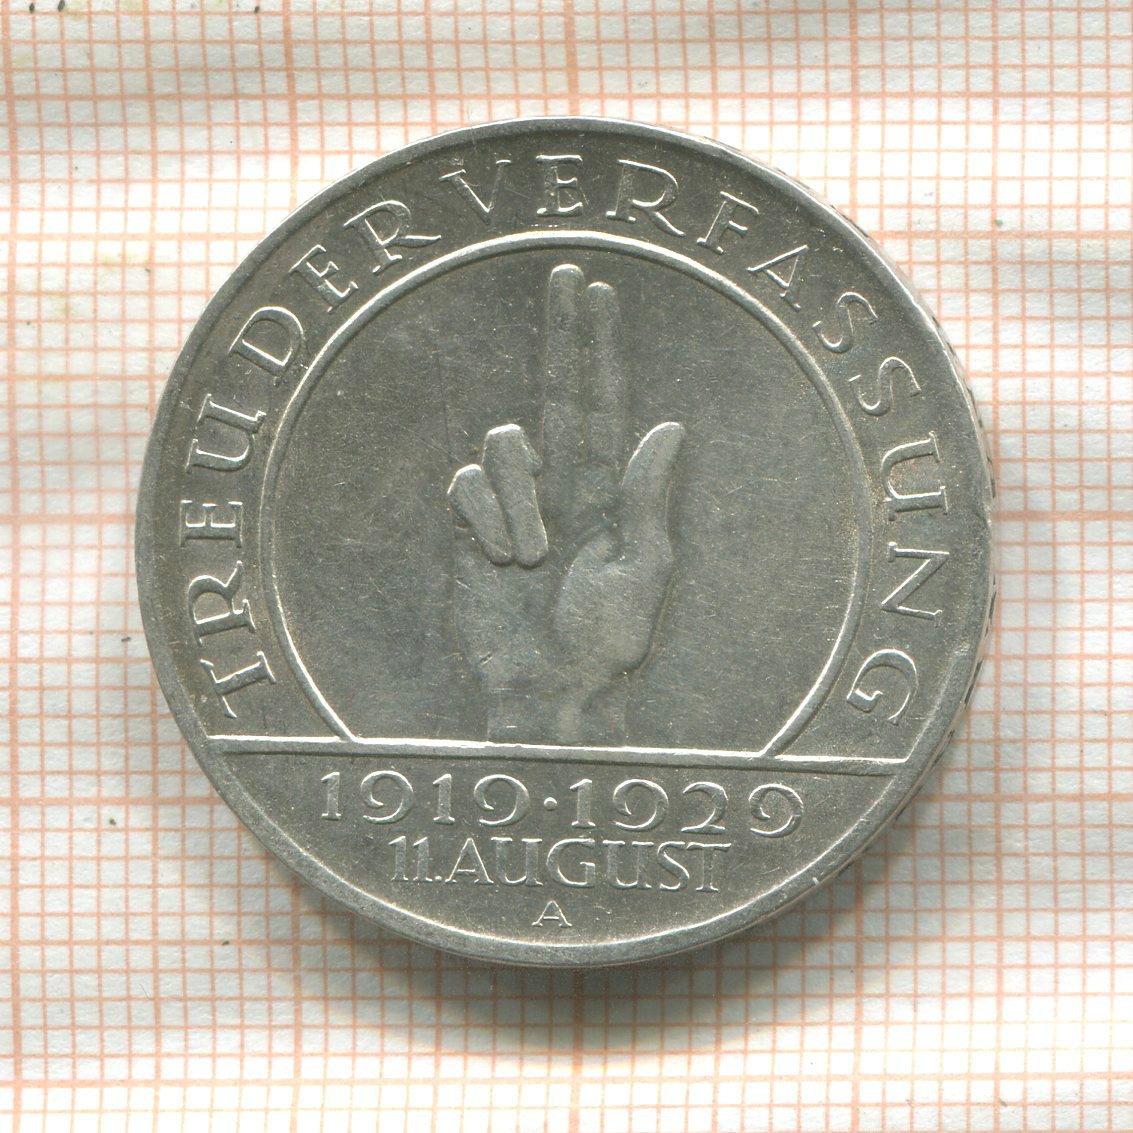 TREU DER VERFASSUNG
1919·1929
11.AUGUST
A